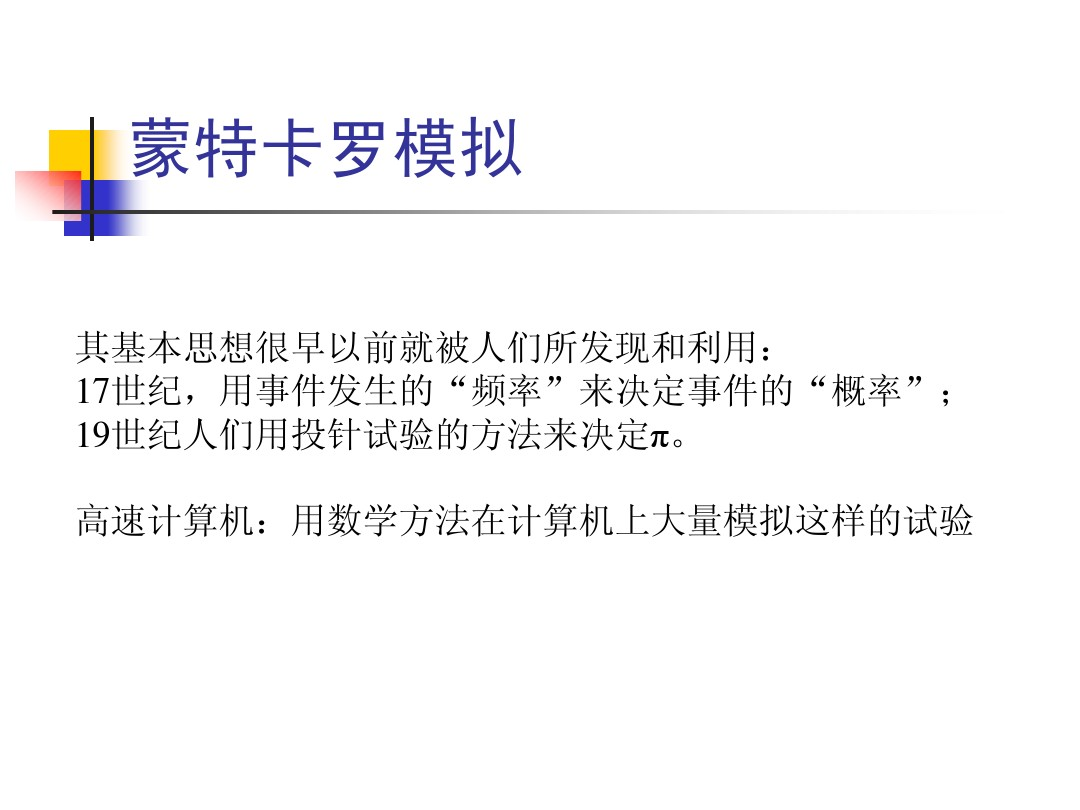 蒙特卡罗模拟
其基本思想很早以前就被人们所发现和利用：
17世纪，用事件发生的“频率”来决定事件的“概率”；
19世纪人们用投针试验的方法来决定π。
高速计算机：用数学方法在计算机上大量模拟这样的试验